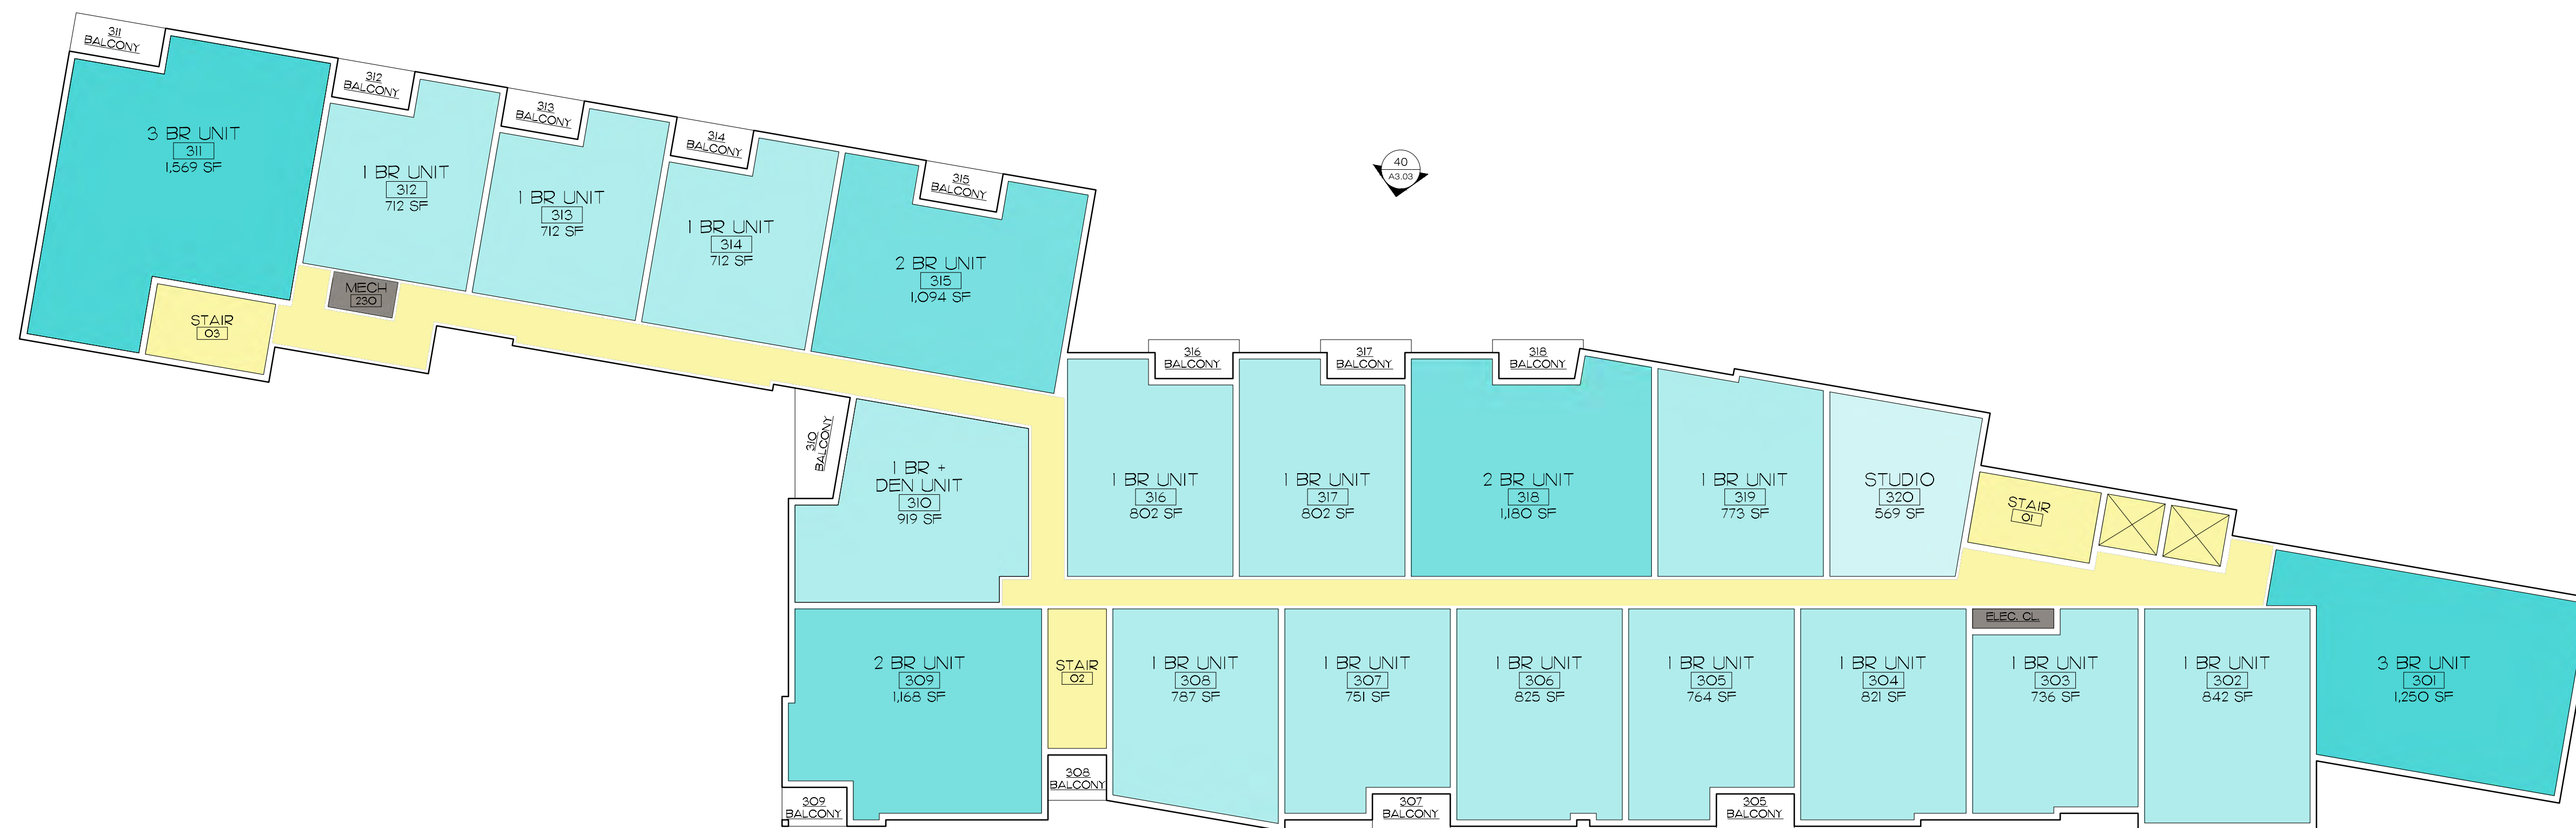 311
BALCONY
312
BALCONY
313
BALCONY
314
BALCONY
315
BALCONY
3 BR UNIT
311
1,569 SF
1 BR UNIT
312
712 SF
1 BR UNIT
313
712 SF
1 BR UNIT
314
712 SF
2 BR UNIT
315
1,094 SF
40
A3.03
MECH
230
STAIR
03
316
BALCONY
317
BALCONY
318
BALCONY
310
BALCONY
1 BR +
DEN UNIT
310
919 SF
1 BR UNIT
316
802 SF
1 BR UNIT
317
802 SF
2 BR UNIT
318
1,180 SF
1 BR UNIT
319
773 SF
STUDIO
320
569 SF
STAIR
01
ELEC. CL.
2 BR UNIT
309
1,168 SF
STAIR
02
1 BR UNIT
308
787 SF
1 BR UNIT
307
751 SF
1 BR UNIT
306
825 SF
1 BR UNIT
305
764 SF
1 BR UNIT
304
821 SF
1 BR UNIT
303
736 SF
1 BR UNIT
302
842 SF
3 BR UNIT
301
1,250 SF
309
BALCONY
308
BALCONY
307
BALCONY
305
BALCONY